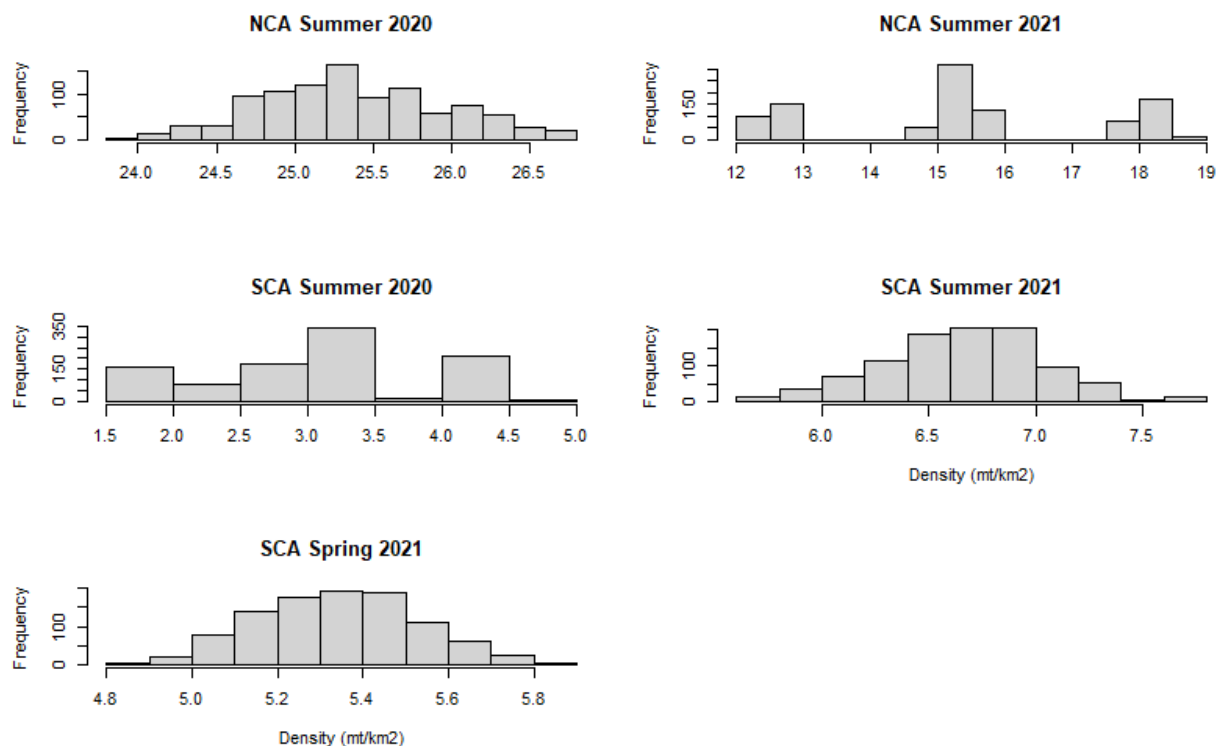 NCA Summer 2020
Frequency
100
0
24.0 24.5 25.0 25.5 26.0 26.5
NCA Summer 2021
Frequency
150
0
12 13 14 15 16 17 18 19
SCA Summer 2020
Frequency
350
150
0
1.5 2.0 2.5 3.0 3.5 4.0 4.5 5.0
SCA Summer 2021
Frequency
100
0
6.0 6.5 7.0 7.5
Density (mt/km2)
SCA Spring 2021
Frequency
100
0
4.8 5.0 5.2 5.4 5.6 5.8
Density (mt/km2)